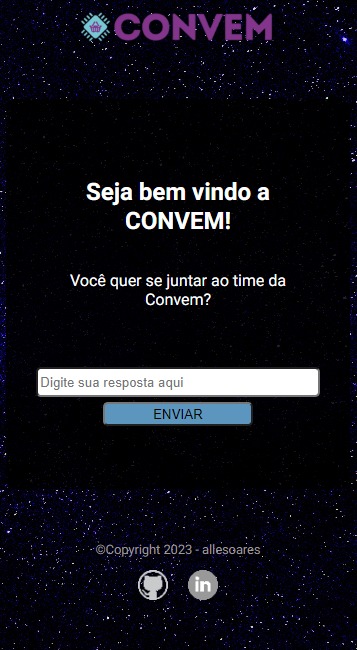 CONVEM
Seja bem vindo a
CONVEM!
Você quer se juntar ao time da
Convem?
Digite sua resposta aqui
ENVIAR
©Copyright 2023 - allesoares
in